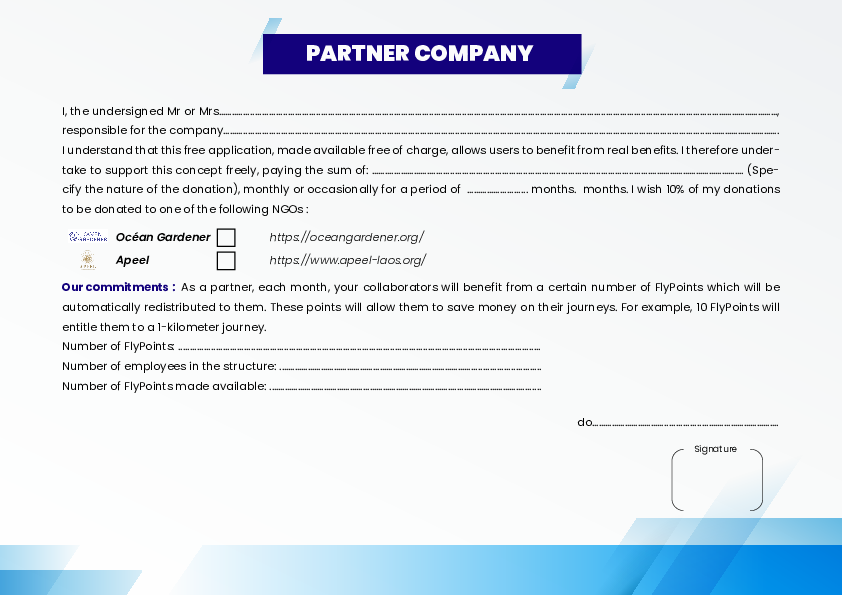 PARTNER COMPANY
I, the undersigned Mr or Mrs........................................................................,
responsible for the company........................................................................
I understand that this free application, made available free of charge, allows users to benefit from real benefits. I therefore under-
take to support this concept freely, paying the sum of: ........................................................................ (Spe-
cify the nature of the donation), monthly or occasionally for a period of ............................ months. months. I wish 10% of my donations
to be donated to one of the following NGOs :
Océan Gardener https://oceangardener.org/
Apeel https://www.apeel-laos.org/
Our commitments : As a partner, each month, your collaborators will benefit from a certain number of FlyPoints which will be
automatically redistributed to them. These points will allow them to save money on their journeys. For example, 10 FlyPoints will
entitle them to a 1-kilometer journey.
Number of FlyPoints: ........................................................................
Number of employees in the structure: ........................................................................
Number of FlyPoints made available: ........................................................................
do........................................................................
Signature